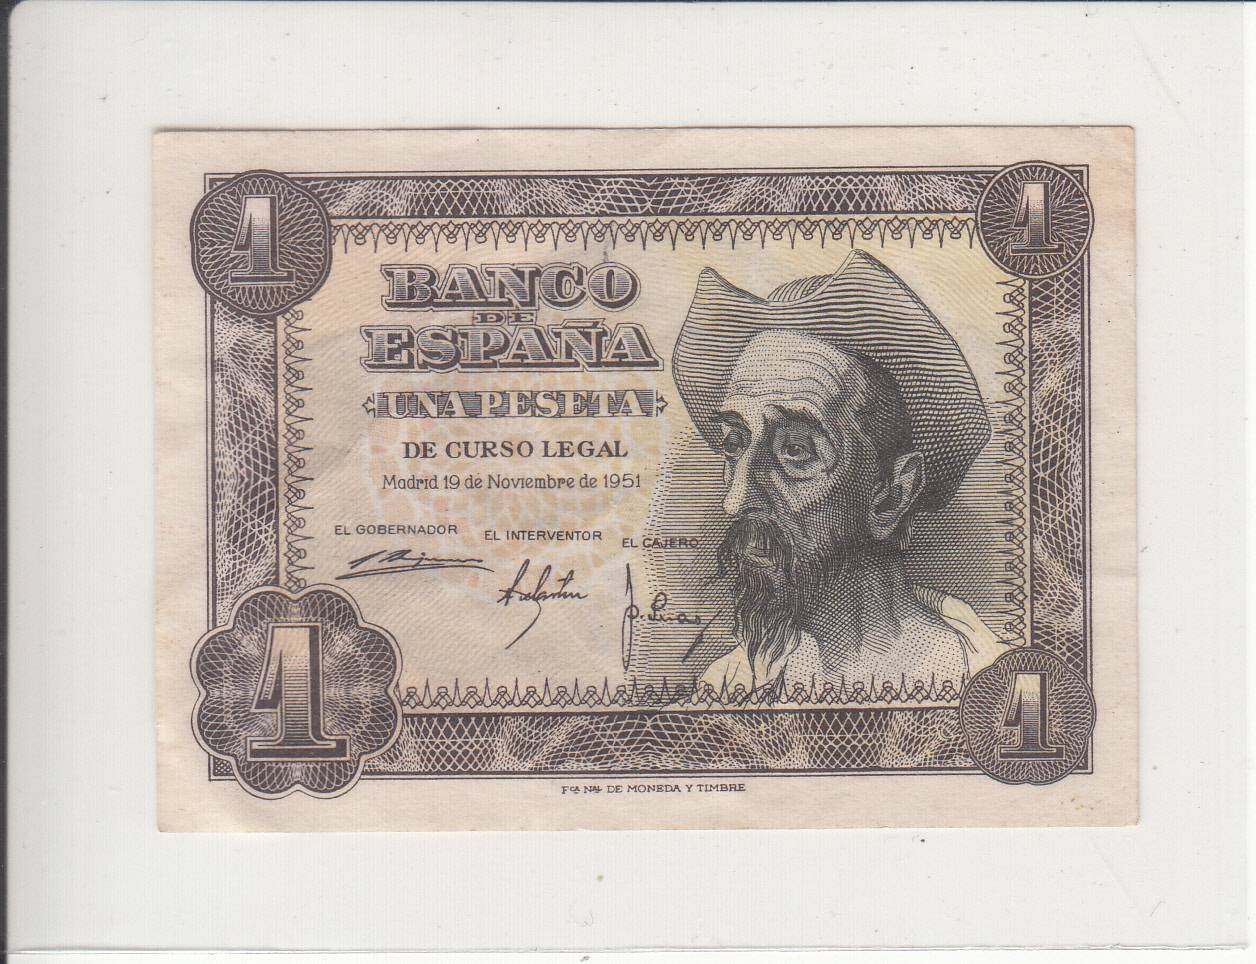 1
1
BANCO
DE
ESPAÑA
UNA PESETA
DE CURSO LEGAL
Madrid 19 de Noviembre de 1951
EL GOBERNADOR
EL INTERVENTOR
EL CAJERO
1
1
Fca Nal DE MONEDA Y TIMBRE